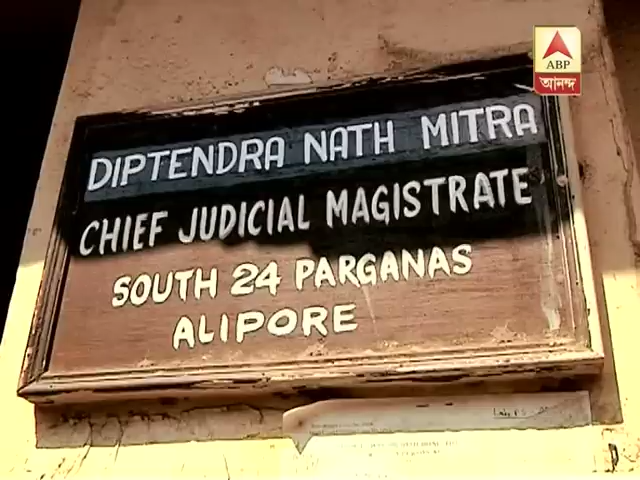 ABP
আনন্দ
DIPTENDRA NATH MITRA
CHIEF JUDICIAL MAGISTRATE
SOUTH 24 PARGANAS
ALIPORE